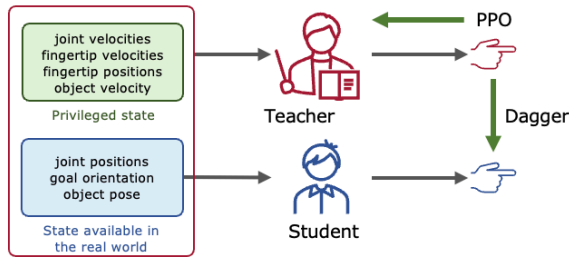 joint velocities
fingertip velocities
fingertip positions
object velocity
Privileged state
joint positions
goal orientation
object pose
State available in
the real world
Teacher
Student
PPO
Dagger